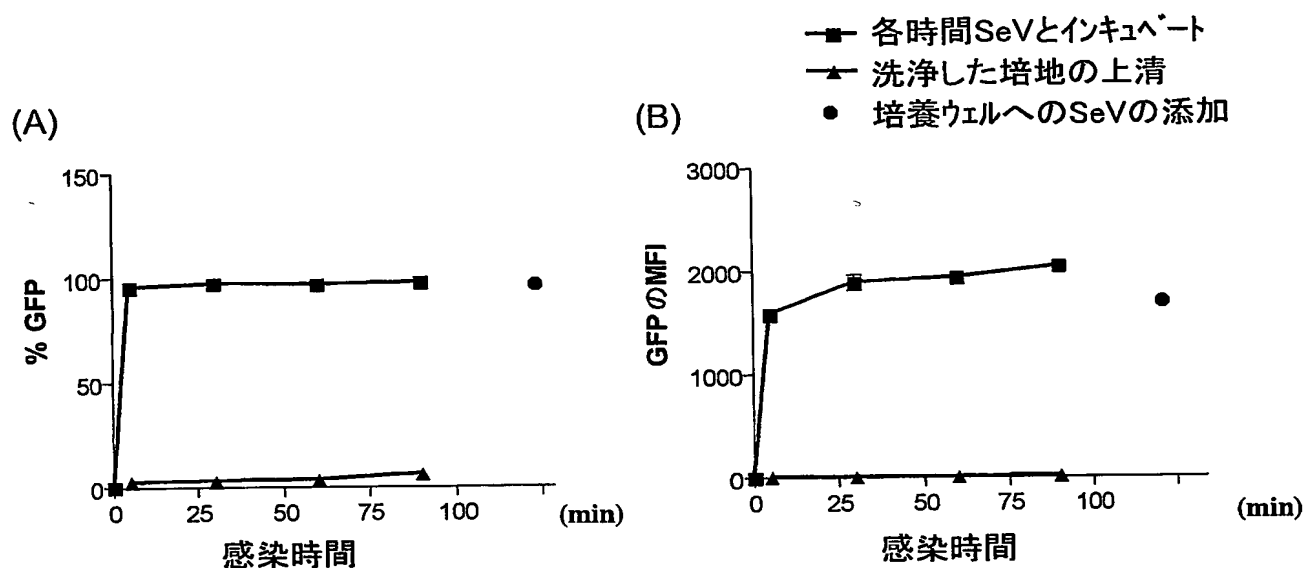 各時間SeVとインキュベート
洗浄した培地の上清
培養ウェルへのSeVの添加
(A)
150
100
50
0
% GFP
0 25 50 75 100 (min)
感染時間
(B)
3000
2000
1000
0
GFPのMFI
0 25 50 75 100 (min)
感染時間